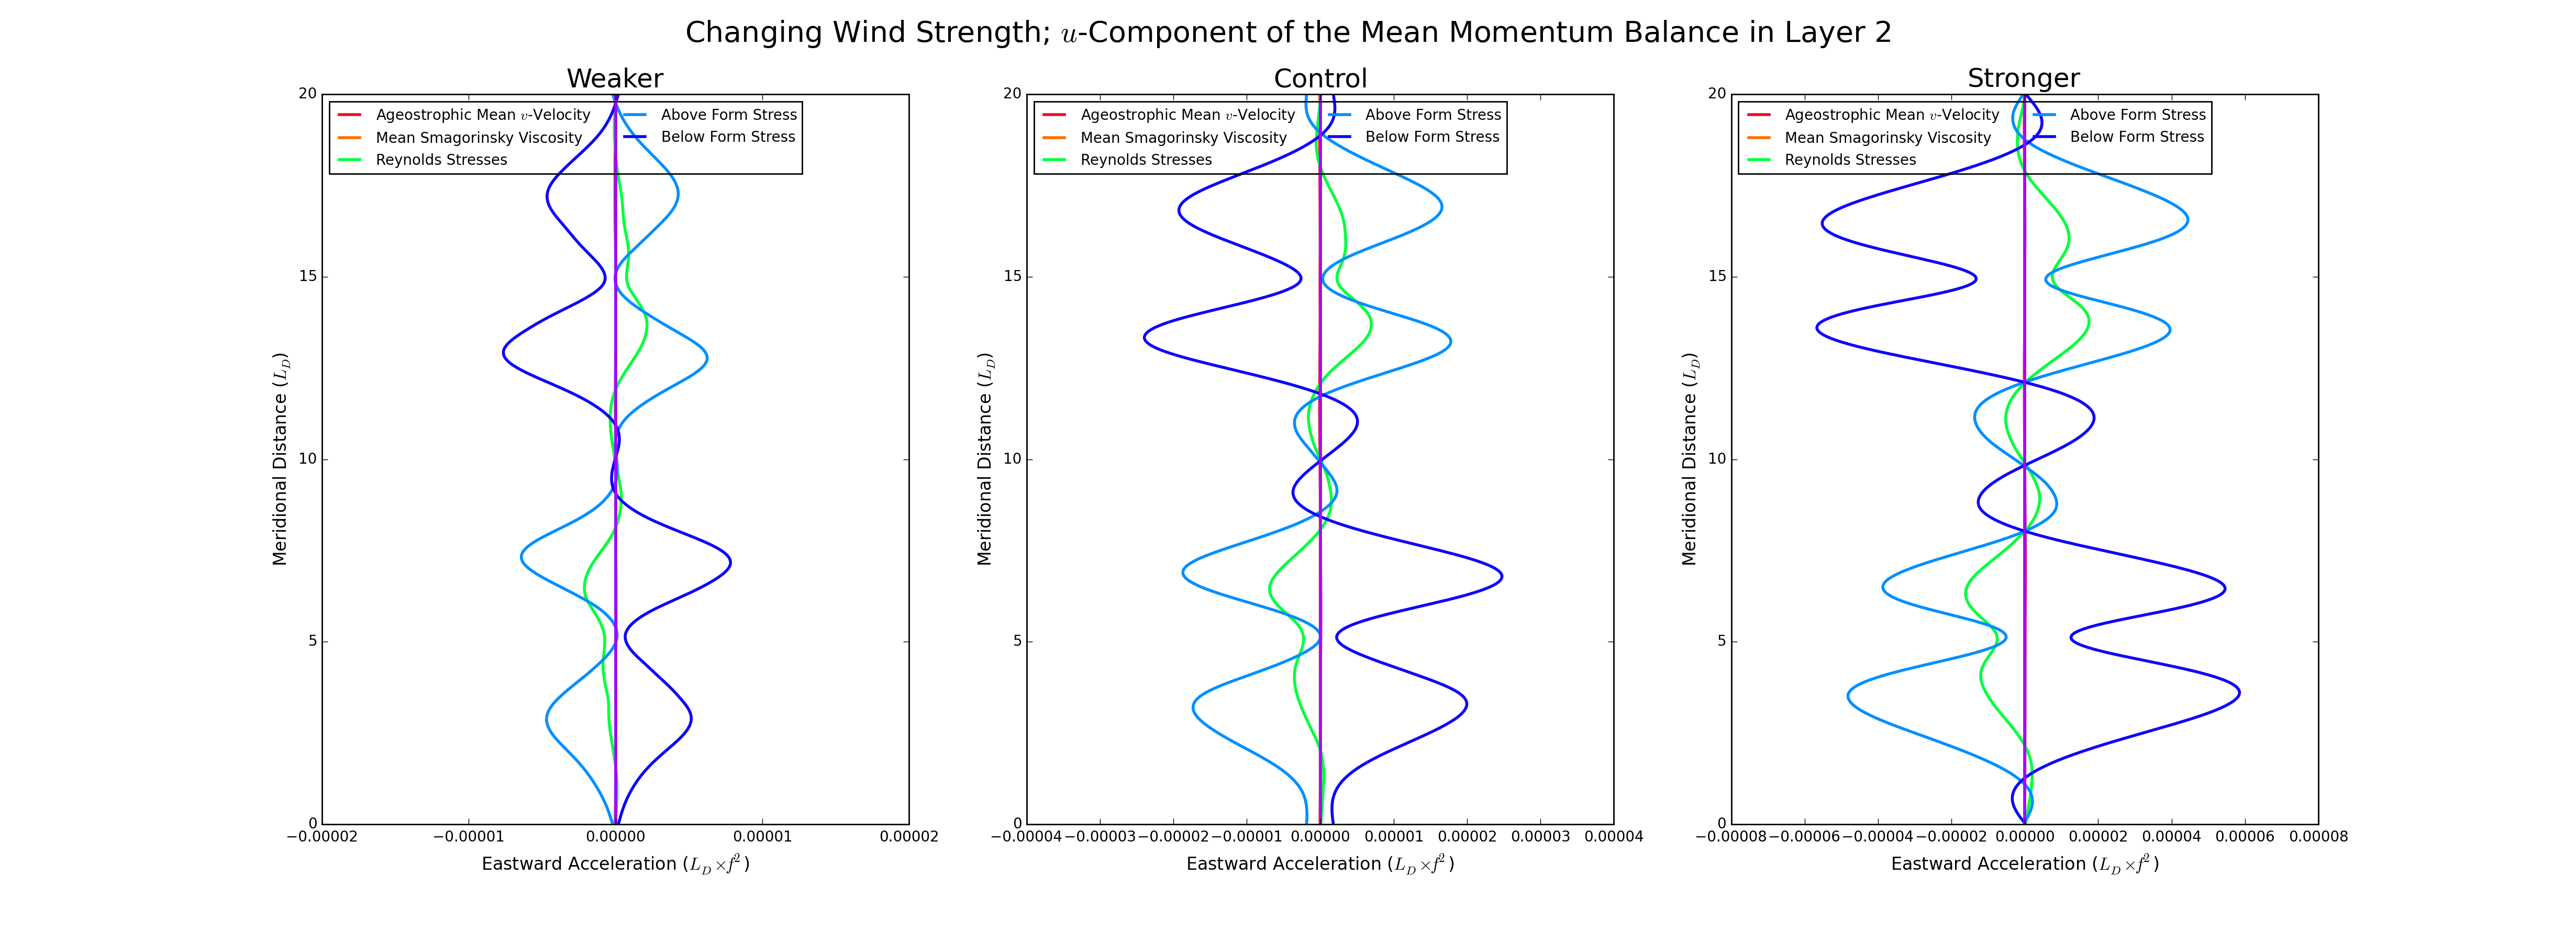 Changing Wind Strength; u-Component of the Mean Momentum Balance in Layer 2
Weaker
Ageostrophic Mean v-Velocity
Mean Smagorinsky Viscosity
Reynolds Stresses
Above Form Stress
Below Form Stress
20
15
10
5
0
Meridional Distance (L_D)
−0.00002 −0.00001 0.00000 0.00001 0.00002
Eastward Acceleration (L_D×f²)
Control
Ageostrophic Mean v-Velocity
Mean Smagorinsky Viscosity
Reynolds Stresses
Above Form Stress
Below Form Stress
20
15
10
5
0
Meridional Distance (L_D)
−0.00004 −0.00003 −0.00002 −0.00001 0.00000 0.00001 0.00002 0.00003 0.00004
Eastward Acceleration (L_D×f²)
Stronger
Ageostrophic Mean v-Velocity
Mean Smagorinsky Viscosity
Reynolds Stresses
Above Form Stress
Below Form Stress
20
15
10
5
0
Meridional Distance (L_D)
−0.00008 −0.00006 −0.00004 −0.00002 0.00000 0.00002 0.00004 0.00006 0.00008
Eastward Acceleration (L_D×f²)